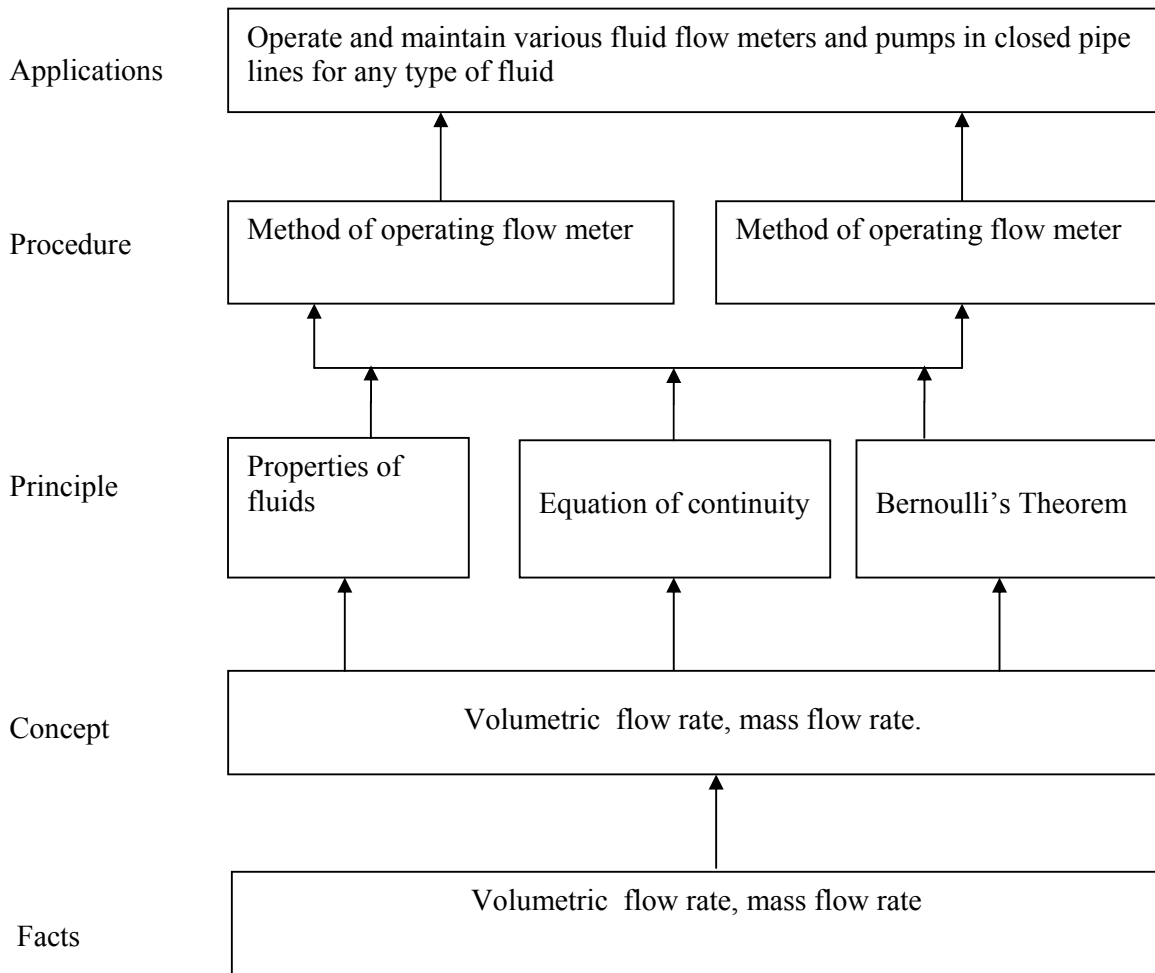 Applications
Operate and maintain various fluid flow meters and pumps in closed pipe
lines for any type of fluid
Procedure
Method of operating flow meter
Method of operating flow meter
Principle
Properties of
fluids
Equation of continuity
Bernoulli’s Theorem
Concept
Volumetric flow rate, mass flow rate.
Facts
Volumetric flow rate, mass flow rate